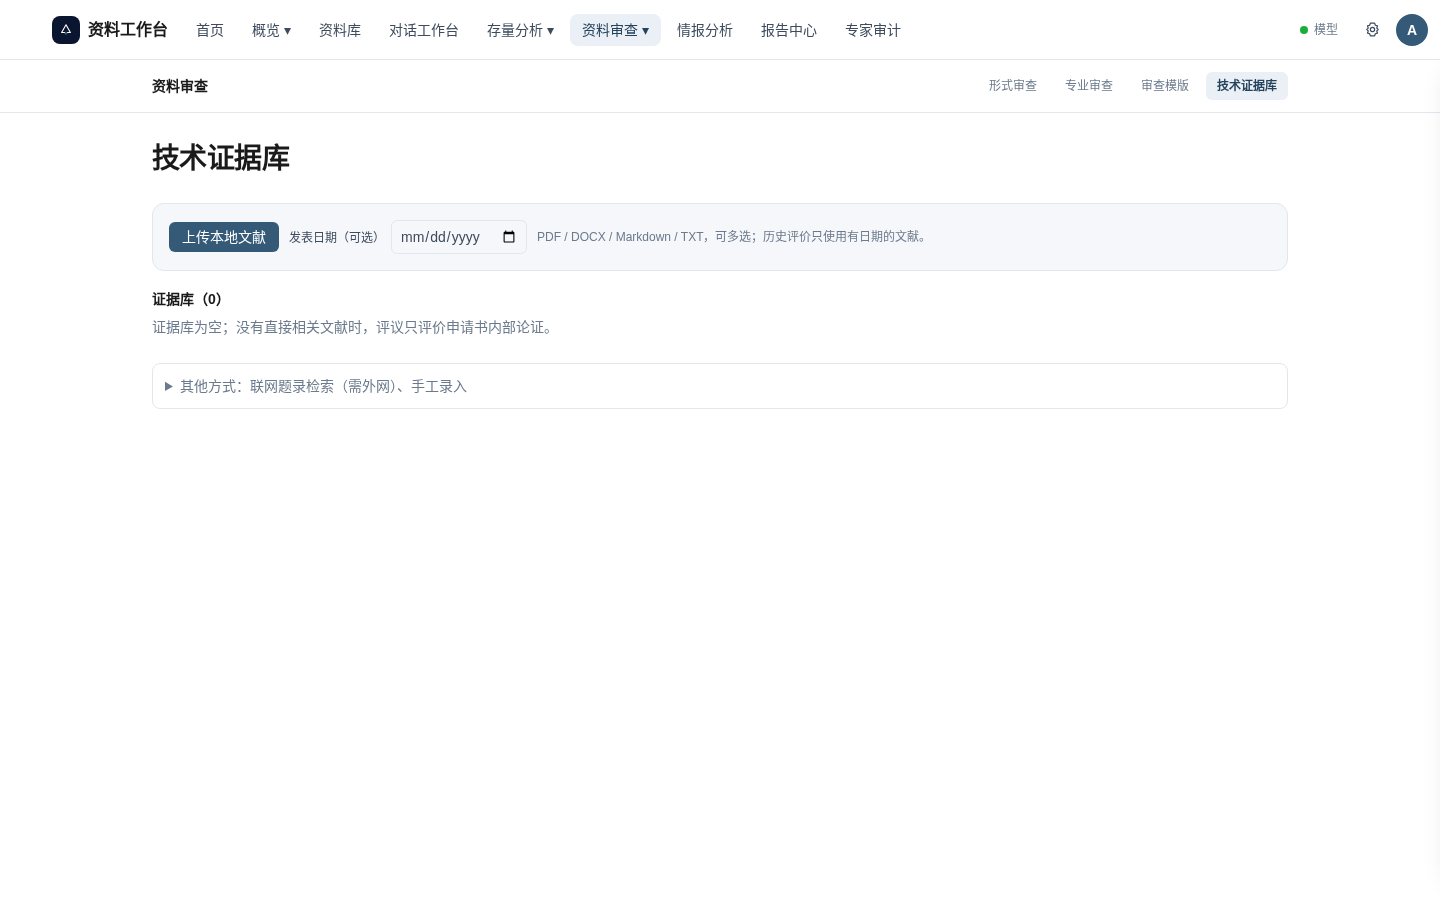 资料工作台 首页 概览 ▾ 资料库 对话工作台 存量分析 ▾ 资料审查 ▾ 情报分析 报告中心 专家审计 模型 A
资料审查 形式审查 专业审查 审查模版 技术证据库
技术证据库
上传本地文献 发表日期（可选） mm/dd/yyyy PDF / DOCX / Markdown / TXT，可多选；历史评价只使用有日期的文献。
证据库（0）
证据库为空；没有直接相关文献时，评议只评价申请书内部论证。
▶ 其他方式：联网题录检索（需外网）、手工录入